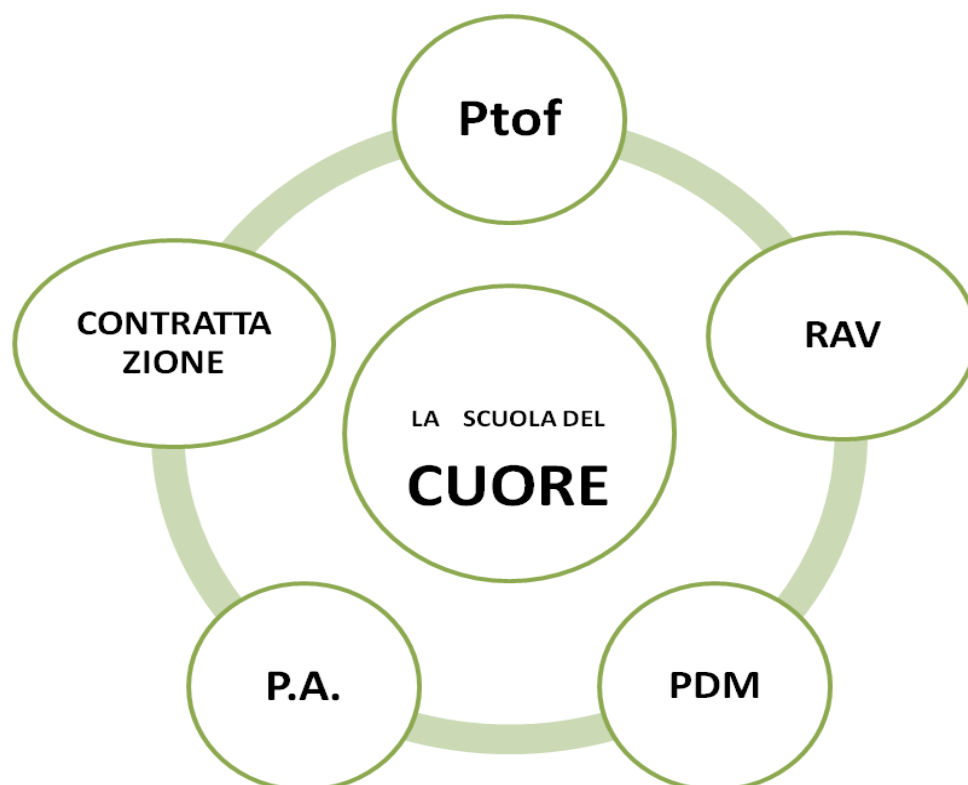 Ptof
CONTRATTA
ZIONE
RAV
LA SCUOLA DEL
CUORE
P.A.
PDM